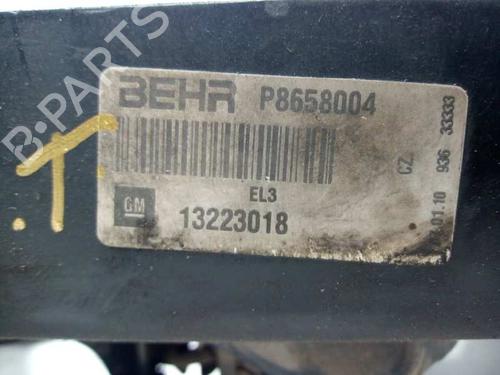 BEHR P8658004
EL3
GM 13223018
CZ
.01.10 936 33333
B-PARTS
.T